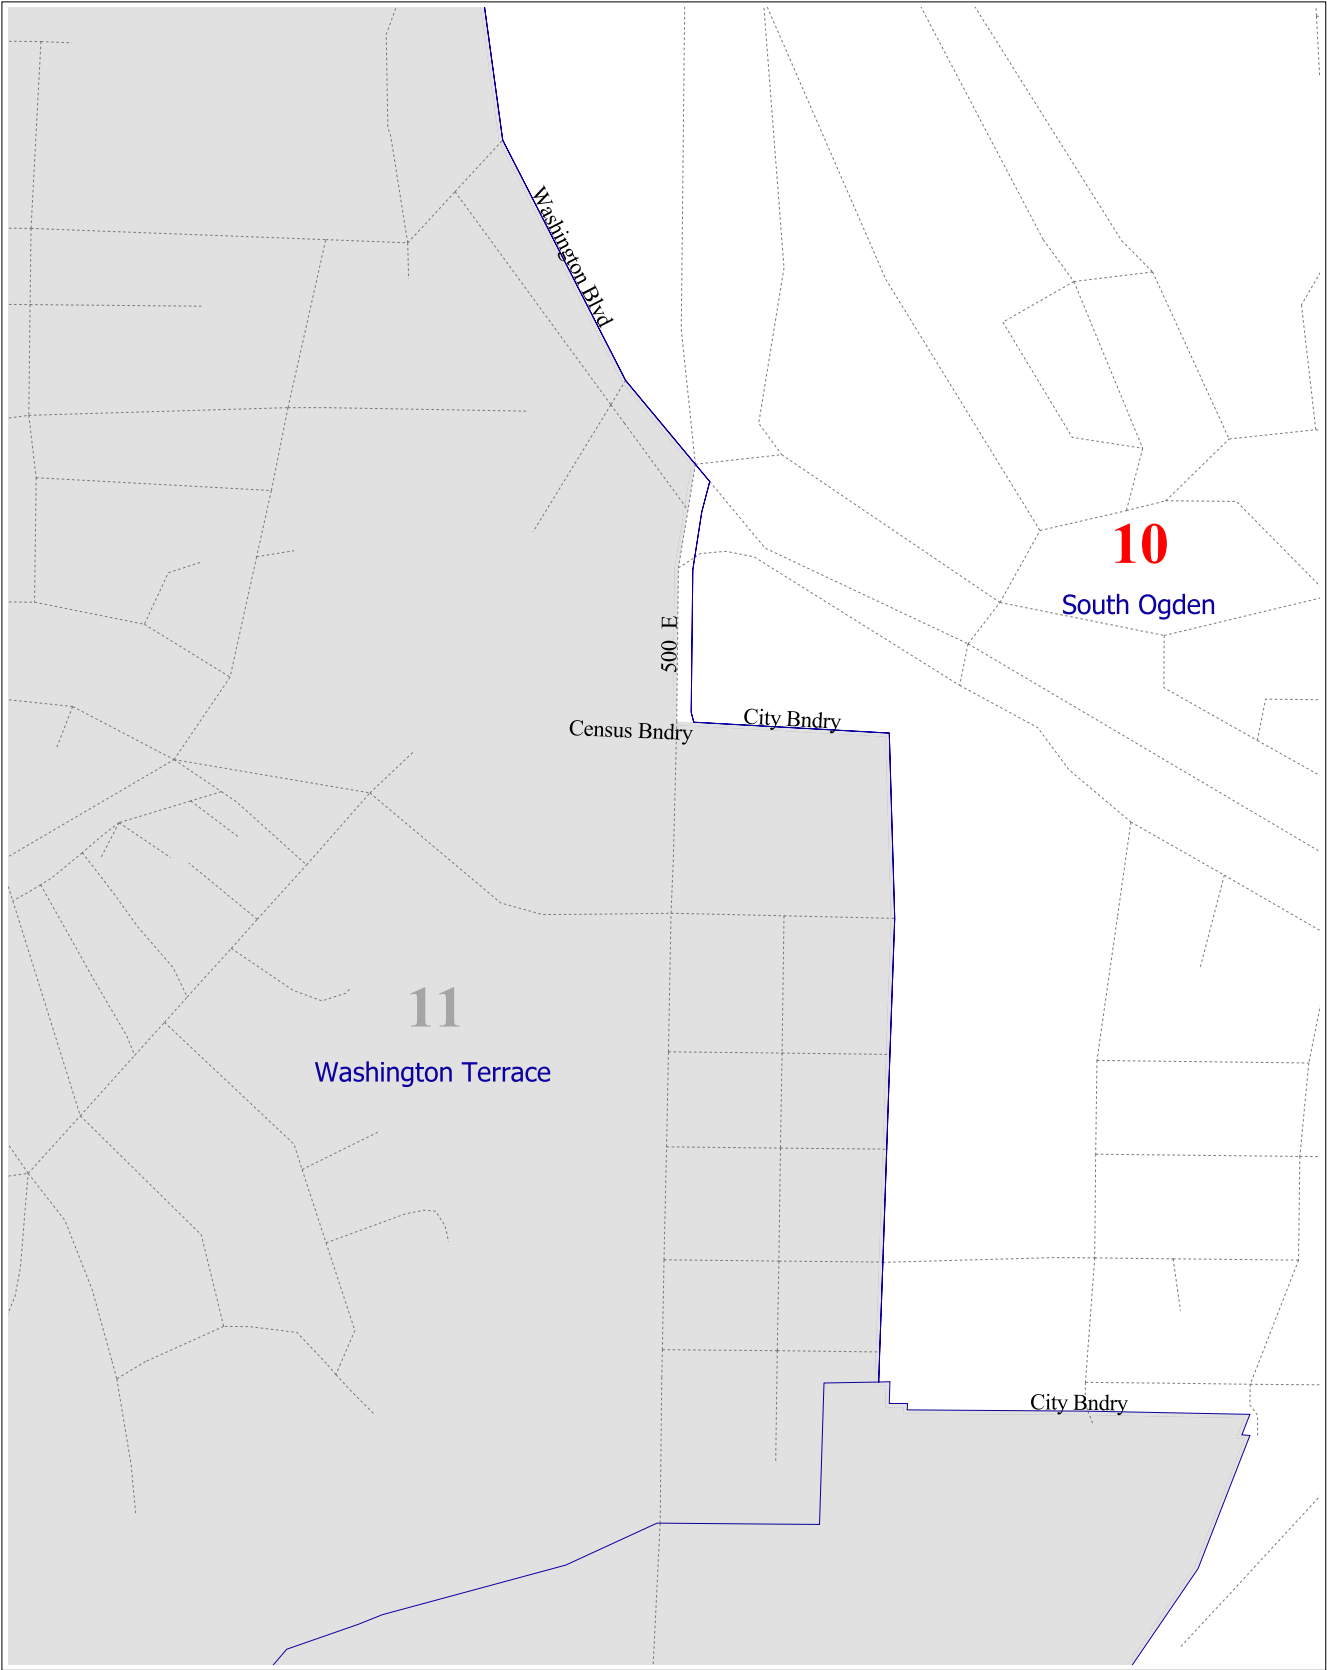 Washington Blvd
10
South Ogden
500 E
City Bndry
Census Bndry
11
Washington Terrace
City Bndry